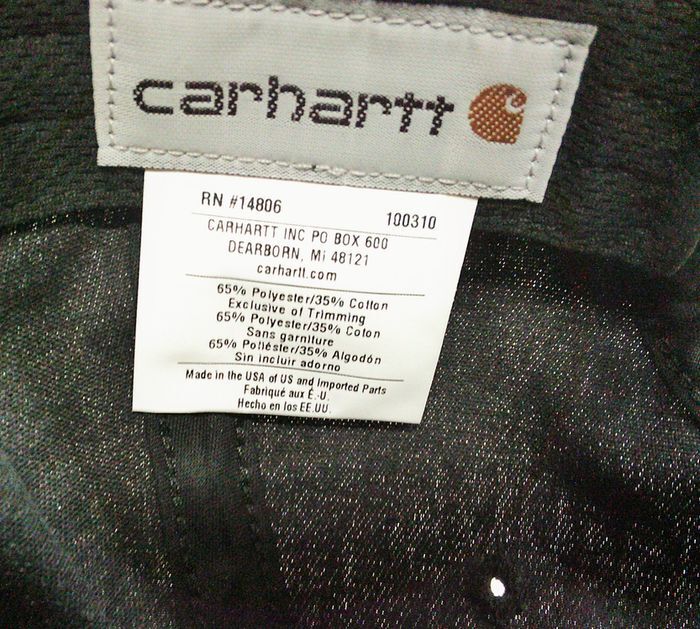 carhartt
RN #14806 100310
CARHARTT INC PO BOX 600
DEARBORN, Mi 48121
carhartt.com
65% Polyester/35% Cotton
Exclusive of Trimming
65% Polyester/35% Coton
Sans garniture
65% Poliéster/35% Algodón
Sin incluir adorno
Made in the USA of US and Imported Parts
Fabriqué aux É.-U.
Hecho en los EE.UU.